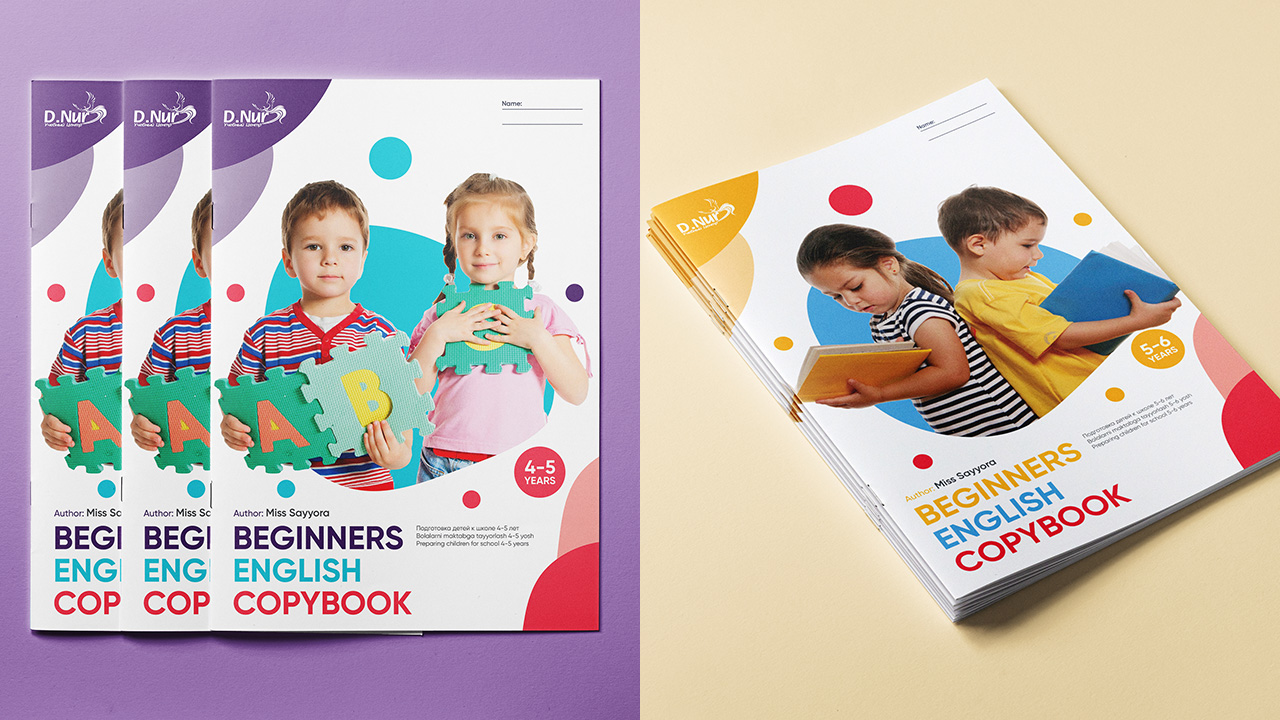 D.Nur
Учебный Центр
Author: Miss Sa
BEGI
ENGI
COP
D.Nur
Учебный Центр
Author: Miss Sa
BEGI
ENGI
COP
D.Nur
Учебный Центр
Name:
A
A
A
B
4-5
YEARS
Author: Miss Sayyora
BEGINNERS
ENGLISH
COPYBOOK
Подготовка детей к школе 4-5 лет
Bolalarni maktabga tayyorlash 4-5 yosh
Preparing children for school 4-5 years
Name:
D.Nur
Учебный Центр
5-6
YEARS
Подготовка детей к школе 5-6 лет
Bolalarni maktabga tayyorlash 5-6 yosh
Preparing children for school 5-6 years
Author: Miss Sayyora
BEGINNERS
ENGLISH
COPYBOOK